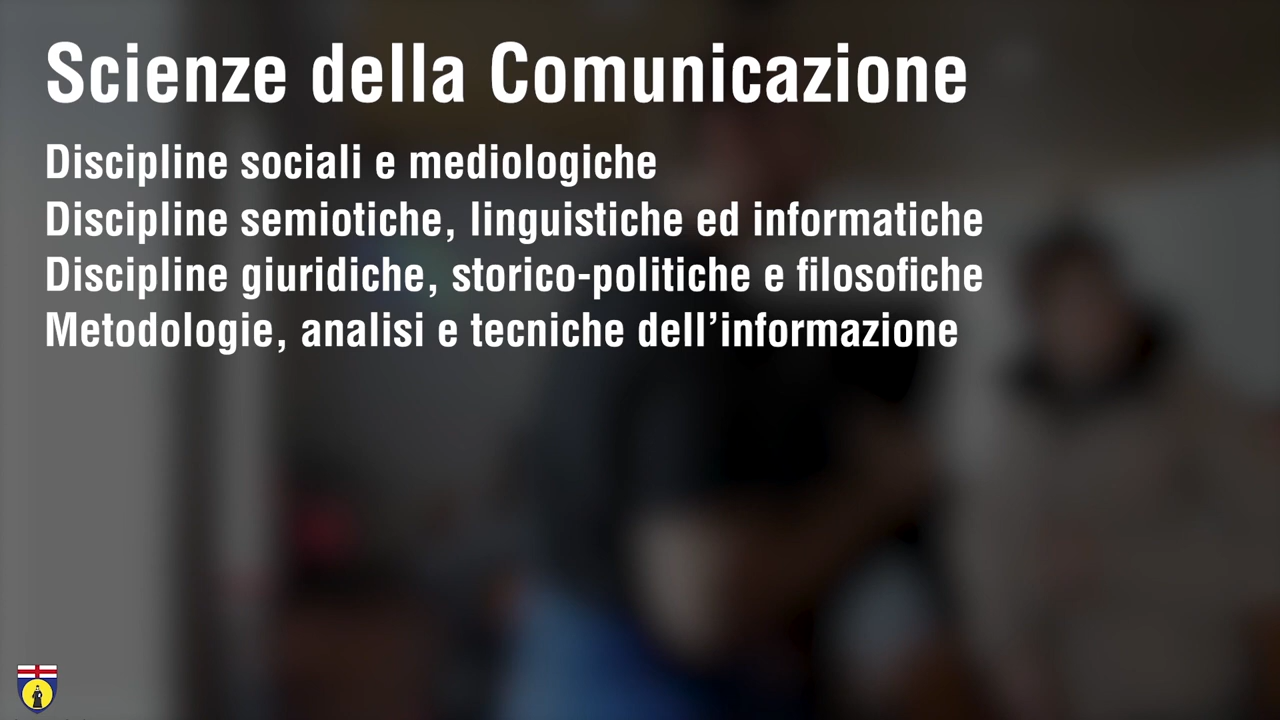 Scienze della Comunicazione
Discipline sociali e mediologiche
Discipline semiotiche, linguistiche ed informatiche
Discipline giuridiche, storico-politiche e filosofiche
Metodologie, analisi e tecniche dell’informazione